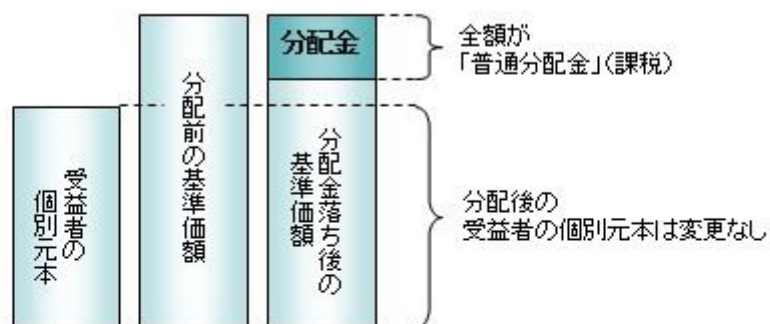 受益者の
個別元本
分配前の基準価額
分配金
分配金落ち後の
基準価額
全額が
「普通分配金」(課税)
分配後の
受益者の個別元本は変更なし